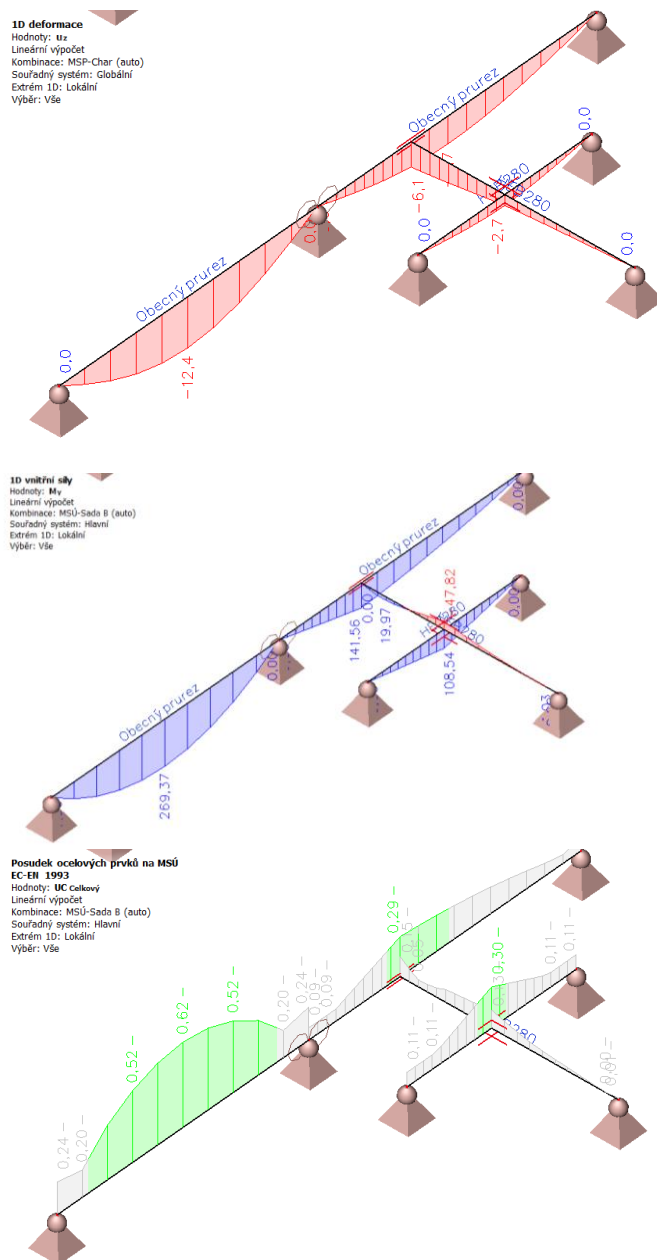 1D deformace
Hodnoty: uz
Lineární výpočet
Kombinace: MSP-Char (auto)
Souřadný systém: Globální
Extrém 1D: Lokální
Výběr: Vše
Obecný prurez
0,0
-6,1
0,0
-2,7
0,0
0,0
Obecný prurez
0,0
-12,4
1D vnitřní síly
Hodnoty: My
Lineární výpočet
Kombinace: MSÚ-Sada B (auto)
Souřadný systém: Hlavní
Extrém 1D: Lokální
Výběr: Vše
0,00
Obecný prurez
47,82
0,00
141,56
0,00
19,97
108,54
0,00
Obecný prurez
269,37
Posudek ocelových prvků na MSÚ
EC-EN 1993
Hodnoty: UC Celkový
Lineární výpočet
Kombinace: MSÚ-Sada B (auto)
Souřadný systém: Hlavní
Extrém 1D: Lokální
Výběr: Vše
0,29 –
0,30 –
0,11 –
0,11 –
0,11 –
0,11 –
0,24 –
0,20 –
0,52 –
0,62 –
0,52 –
0,20 –
0,24 –
0,09 –
0,09 –